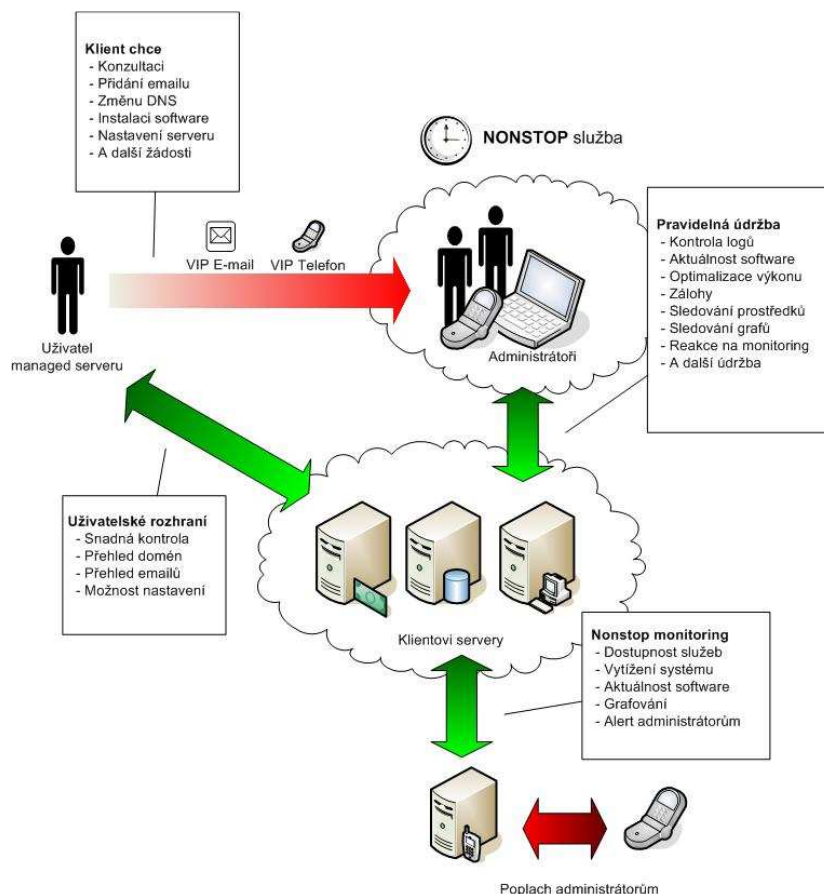 Klient chce
- Konzultaci
- Přidání emailu
- Změnu DNS
- Instalaci software
- Nastavení serveru
- A další žádosti
NONSTOP služba
VIP E-mail
VIP Telefon
Uživatel
managed serveru
Administrátoři
Pravidelná údržba
- Kontrola logů
- Aktuálnost software
- Optimalizace výkonu
- Zálohy
- Sledování prostředků
- Sledování grafů
- Reakce na monitoring
- A další údržba
Uživatelské rozhraní
- Snadná kontrola
- Přehled domén
- Přehled emailů
- Možnost nastavení
Klientovi servery
Nonstop monitoring
- Dostupnost služeb
- Vytížení systému
- Aktuálnost software
- Grafování
- Alert administrátorům
Poplach administrátorům